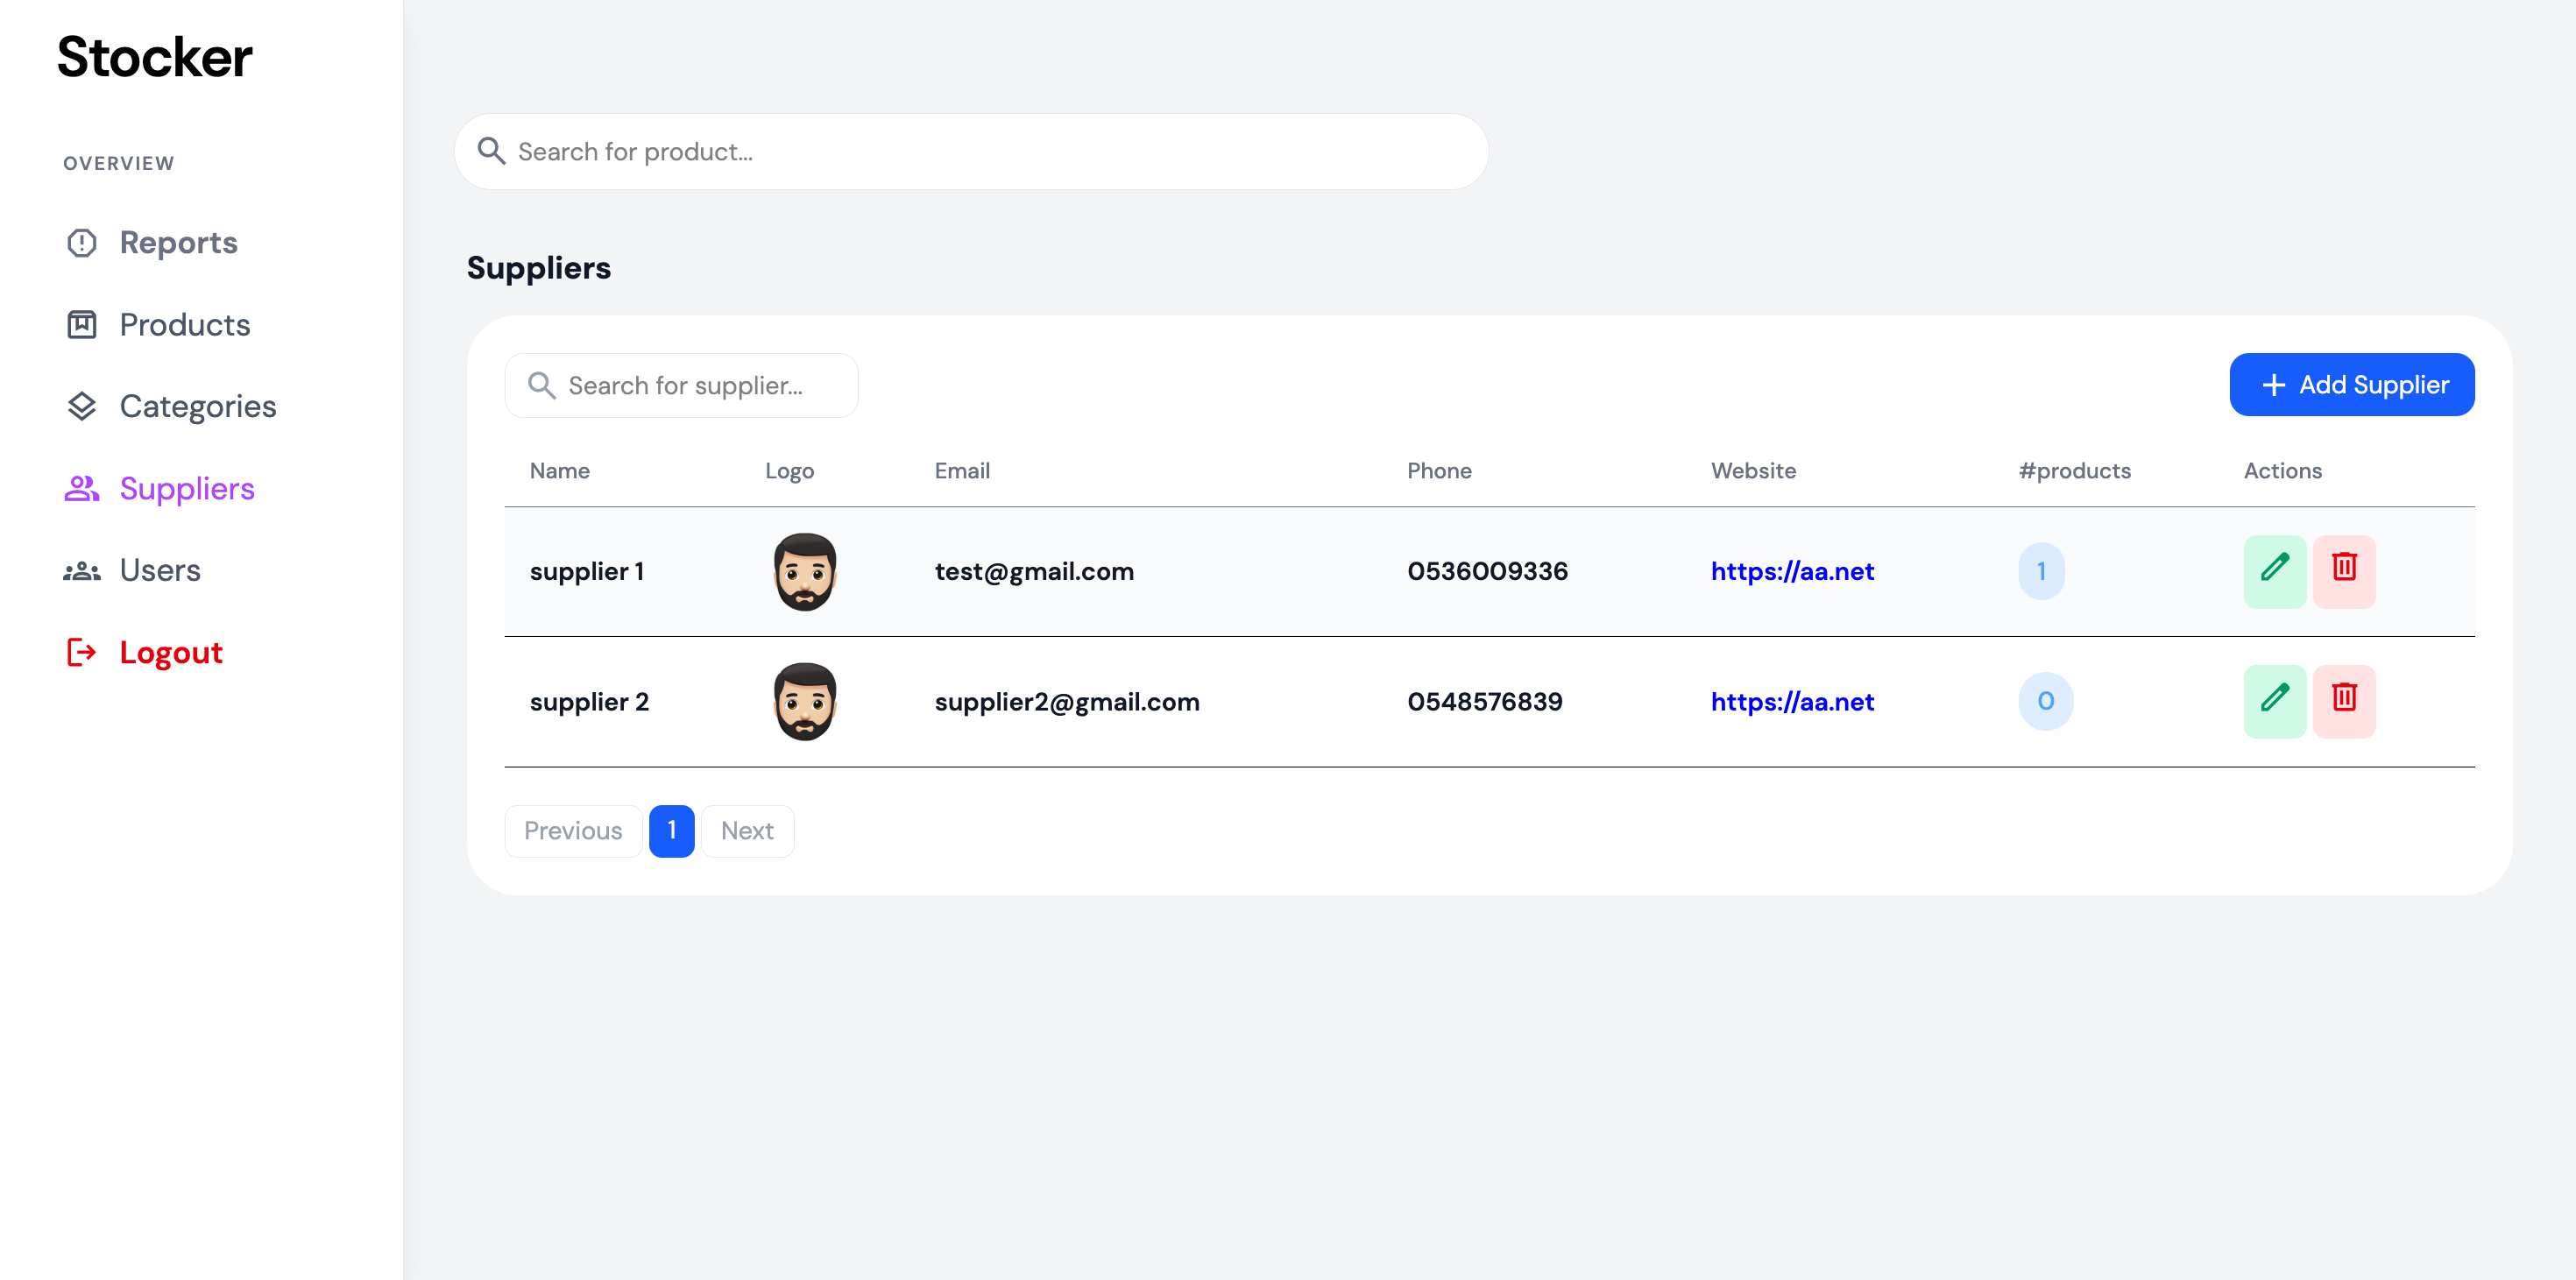 Stocker
OVERVIEW
Reports
Products
Categories
Suppliers
Users
Logout
Search for product...
Suppliers
Search for supplier...
+ Add Supplier
Name Logo Email Phone Website #products Actions
supplier 1 test@gmail.com 0536009336 https://aa.net 1
supplier 2 supplier2@gmail.com 0548576839 https://aa.net 0
Previous 1 Next